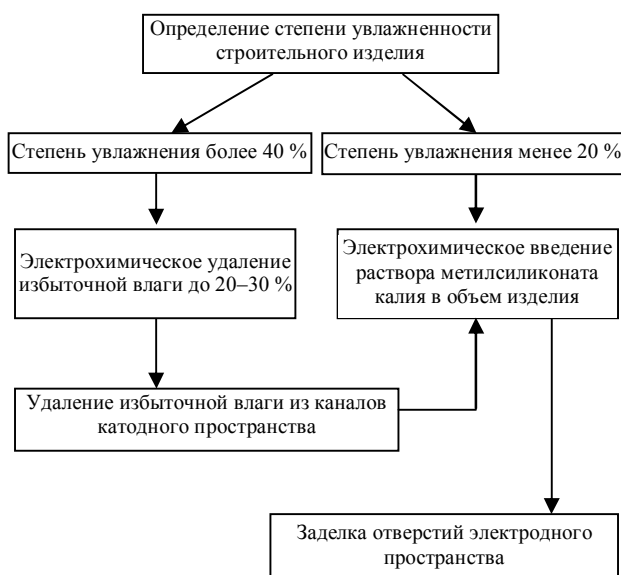 Определение степени увлажненности
строительного изделия
Степень увлажнения более 40 %
Степень увлажнения менее 20 %
Электрохимическое удаление
избыточной влаги до 20–30 %
Электрохимическое введение
раствора метилсиликоната
калия в объем изделия
Удаление избыточной влаги из каналов
катодного пространства
Заделка отверстий электродного
пространства